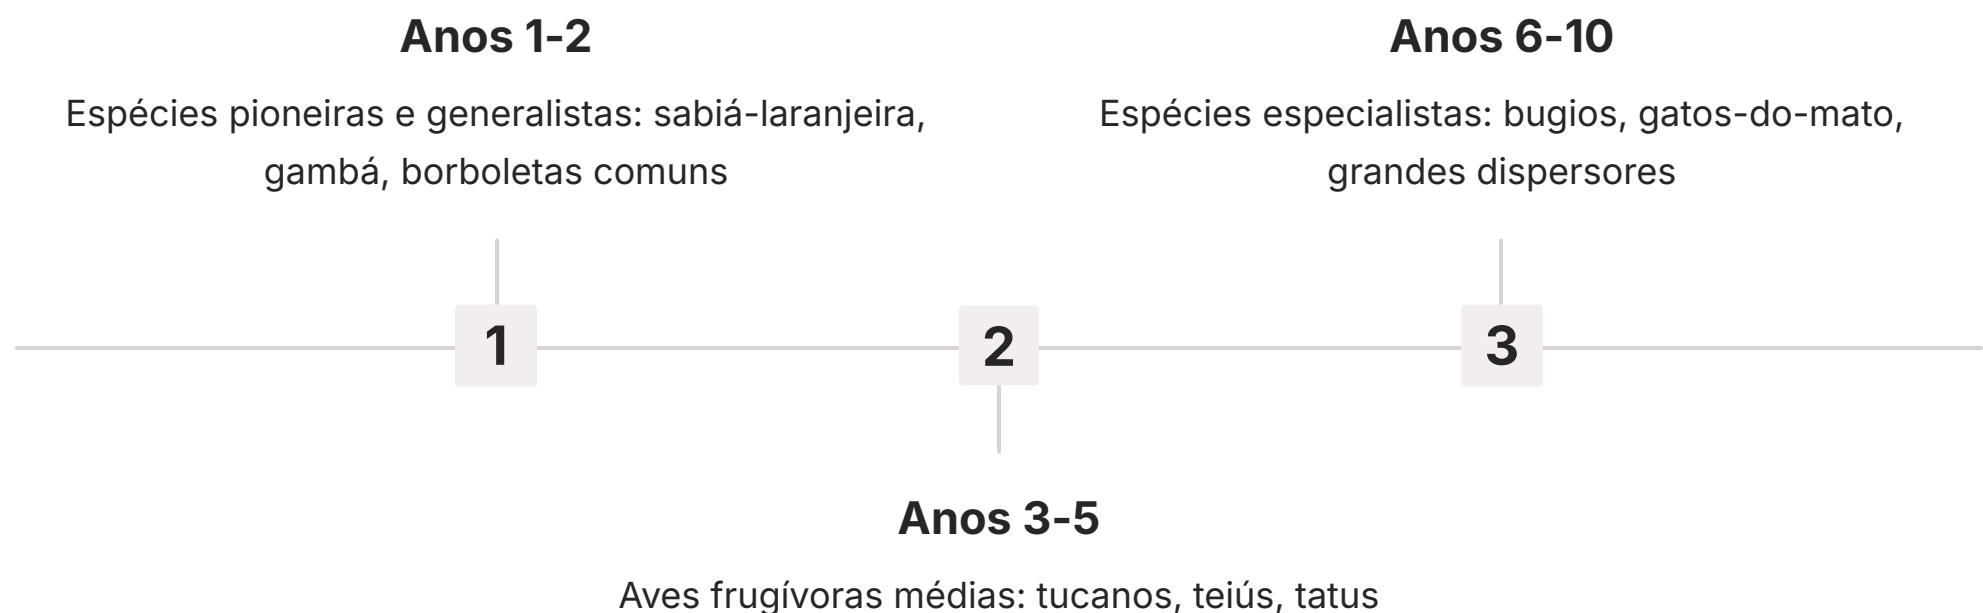 Anos 1-2
Espécies pioneiras e generalistas: sabiá-laranjeira,
gambá, borboletas comuns
Anos 6-10
Espécies especialistas: bugios, gatos-do-mato,
grandes dispersores
1
2
3
Anos 3-5
Aves frugívoras médias: tucanos, teiús, tatus